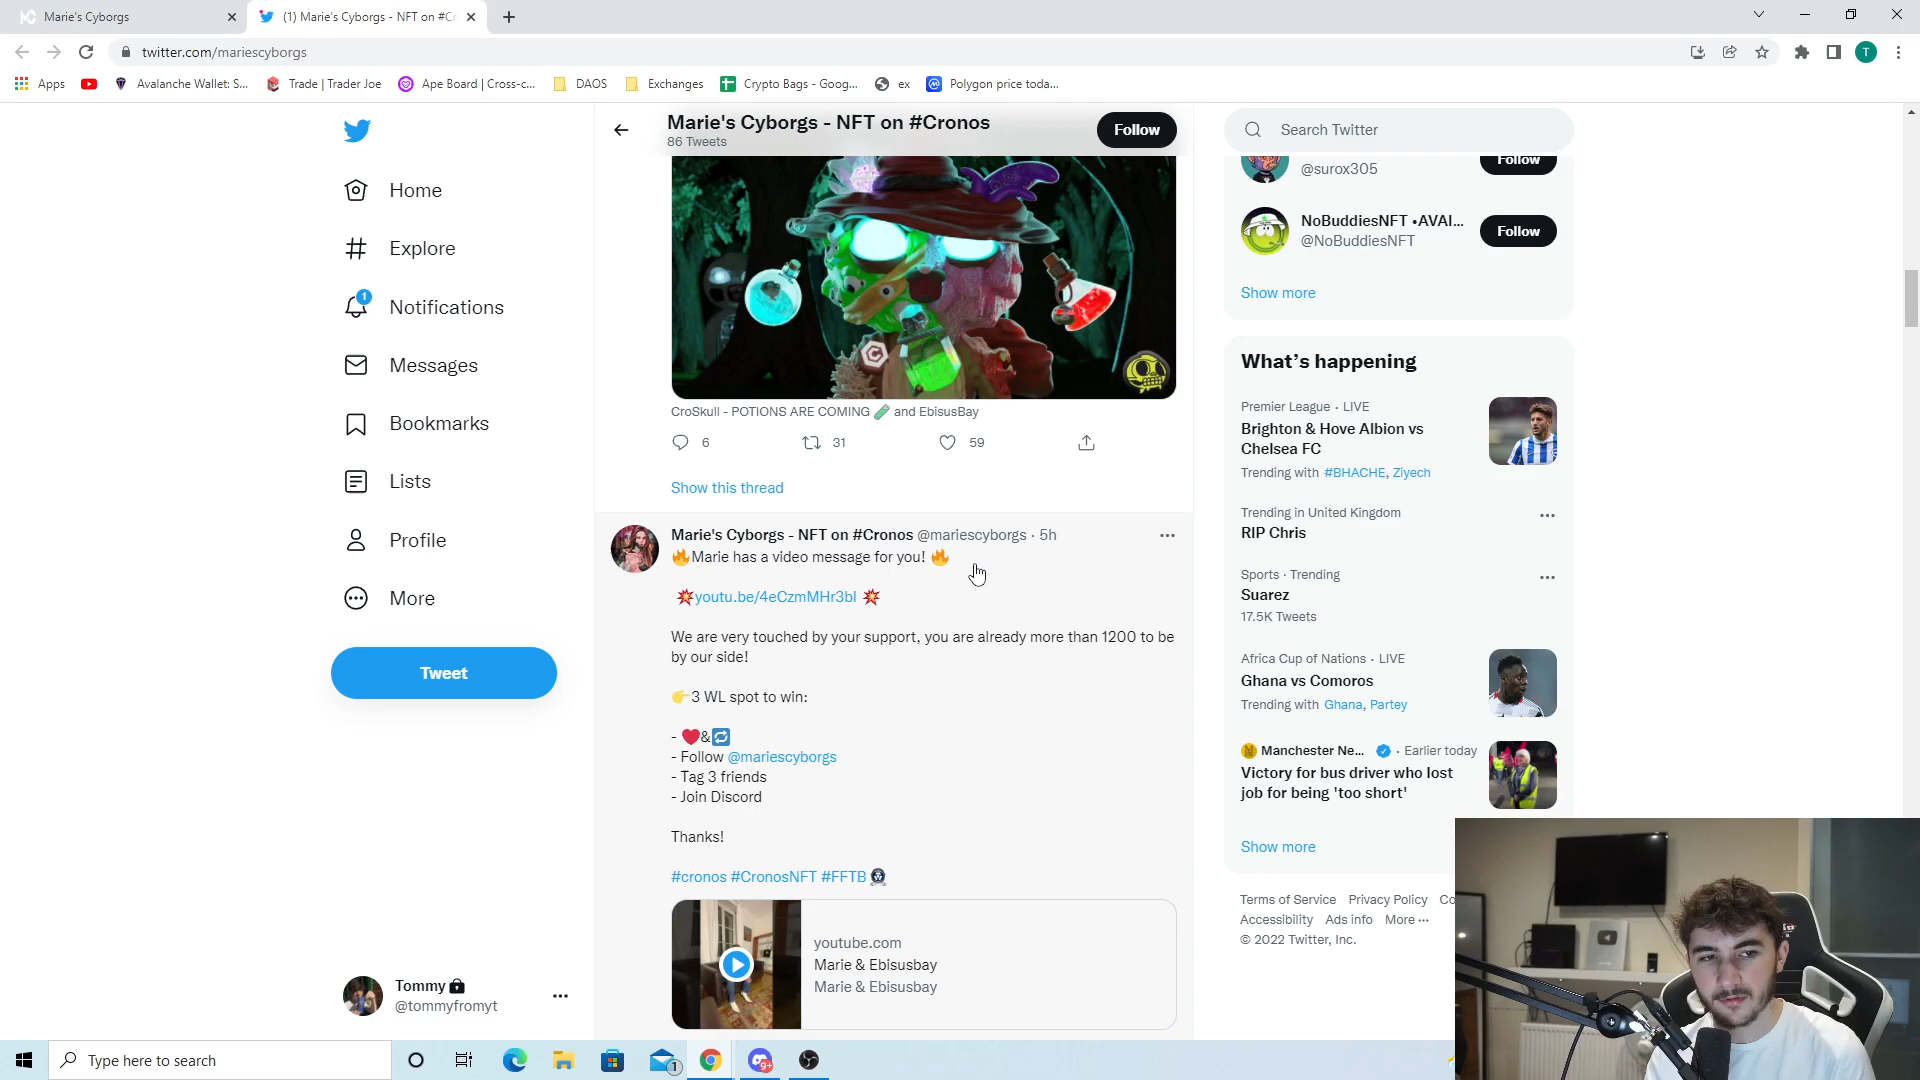 Marie's Cyborgs
(1) Marie's Cyborgs - NFT on #Cr
twitter.com/mariescyborgs
T
Apps
Avalanche Wallet: S...
Trade | Trader Joe
Ape Board | Cross-c...
DAOS
Exchanges
Crypto Bags - Goog...
ex
Polygon price toda...
Home
Explore
1
Notifications
Messages
Bookmarks
Lists
Profile
More
Tweet
Tommy
@tommyfromyt
Marie's Cyborgs - NFT on #Cronos
86 Tweets
Follow
CroSkull - POTIONS ARE COMING 🧪 and EbisusBay
6
31
59
Show this thread
Marie's Cyborgs - NFT on #Cronos @mariescyborgs · 5h
🔥Marie has a video message for you! 🔥
💥youtu.be/4eCzmMHr3bI 💥
We are very touched by your support, you are already more than 1200 to be
by our side!
👉3 WL spot to win:
- ❤️&🔁
- Follow @mariescyborgs
- Tag 3 friends
- Join Discord
Thanks!
#cronos #CronosNFT #FFTB
youtube.com
Marie & Ebisusbay
Marie & Ebisusbay
Search Twitter
@surox305
Follow
NoBuddiesNFT •AVAI...
@NoBuddiesNFT
Follow
Show more
What's happening
Premier League · LIVE
Brighton & Hove Albion vs
Chelsea FC
Trending with #BHACHE, Ziyech
Trending in United Kingdom
RIP Chris
Sports · Trending
Suarez
17.5K Tweets
Africa Cup of Nations · LIVE
Ghana vs Comoros
Trending with Ghana, Partey
Manchester Ne... · Earlier today
Victory for bus driver who lost
job for being 'too short'
Show more
Terms of Service Privacy Policy Co
Accessibility Ads info More ···
© 2022 Twitter, Inc.
Type here to search
1
9+